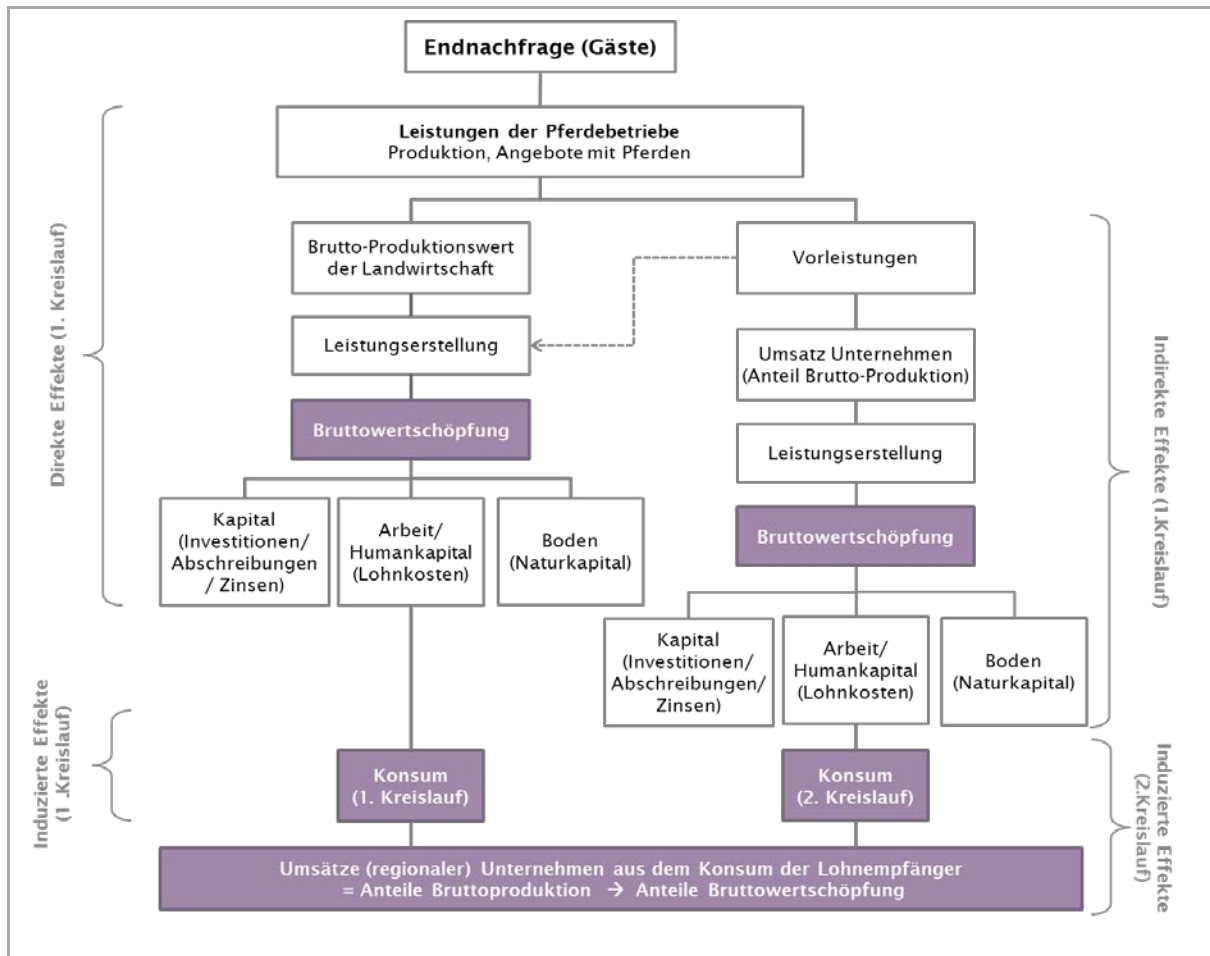 Endnachfrage (Gäste)
Leistungen der Pferdebetriebe
Produktion, Angebote mit Pferden
Direkte Effekte (1. Kreislauf)
Brutto-Produktionswert
der Landwirtschaft
Leistungserstellung
Bruttowertschöpfung
Kapital
(Investitionen/
Abschreibungen
/ Zinsen)
Arbeit/
Humankapital
(Lohnkosten)
Boden
(Naturkapital)
Vorleistungen
Umsatz Unternehmen
(Anteil Brutto-Produktion)
Leistungserstellung
Bruttowertschöpfung
Kapital
(Investitionen/
Abschreibungen/
Zinsen)
Arbeit/
Humankapital
(Lohnkosten)
Boden
(Naturkapital)
Indirekte Effekte (1.Kreislauf)
Induzierte Effekte
(1 .Kreislauf)
Konsum
(1. Kreislauf)
Konsum
(2. Kreislauf)
Induzierte Effekte
(2.Kreislauf)
Umsätze (regionaler) Unternehmen aus dem Konsum der Lohnempfänger
= Anteile Bruttoproduktion → Anteile Bruttowertschöpfung